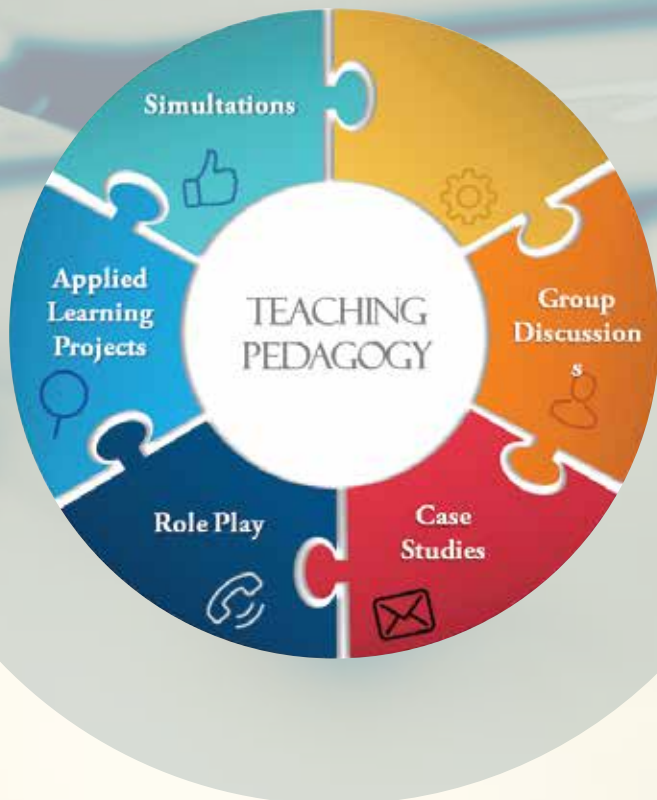 Simultations
Applied
Learning
Projects
TEACHING
PEDAGOGY
Group
Discussion
s
Role Play
Case
Studies